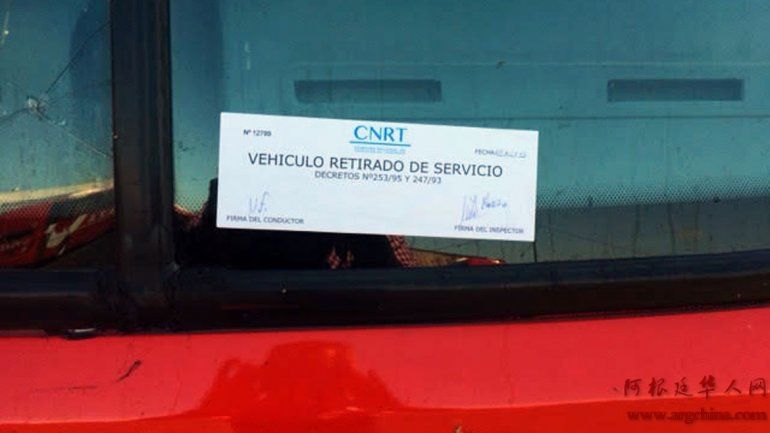 Nº 12789
CNRT
FECHA
VEHICULO RETIRADO DE SERVICIO
DECRETOS Nº253/95 Y 247/93
FIRMA DEL CONDUCTOR
FIRMA DEL INSPECTOR
阿根廷华人网
www.argchina.com